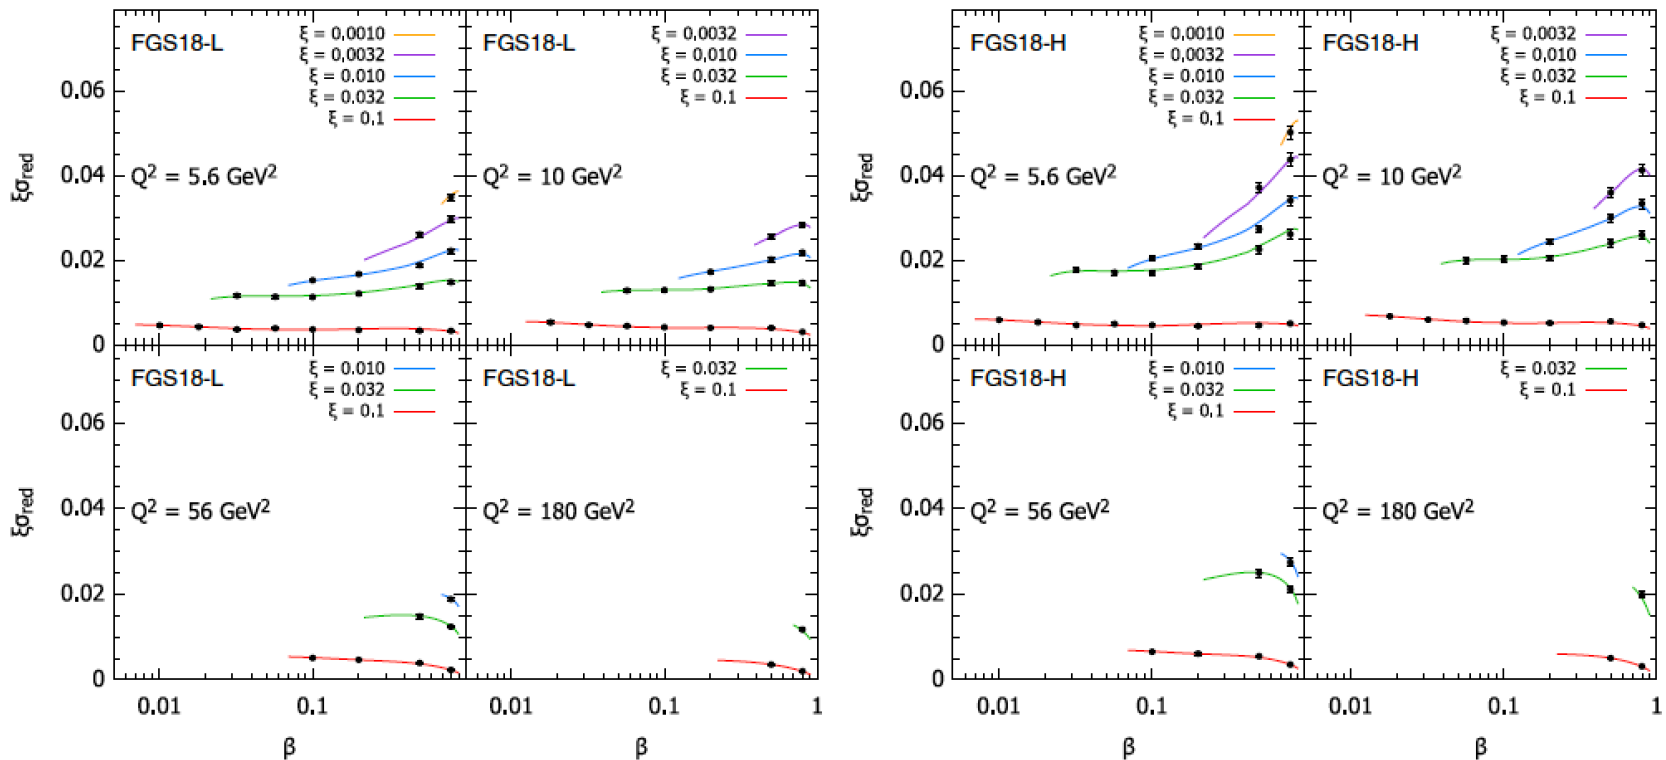 FGS18-L
ξ = 0.0010
ξ = 0.0032
ξ = 0.010
ξ = 0.032
ξ = 0.1
Q² = 5.6 GeV²
FGS18-L
ξ = 0.0032
ξ = 0.010
ξ = 0.032
ξ = 0.1
Q² = 10 GeV²
0.06
0.04
0.02
0
ξσred
FGS18-L
ξ = 0.010
ξ = 0.032
ξ = 0.1
Q² = 56 GeV²
FGS18-L
ξ = 0.032
ξ = 0.1
Q² = 180 GeV²
0.06
0.04
0.02
0
ξσred
0.01 0.1 0.01 0.1 1
β β
FGS18-H
ξ = 0.0010
ξ = 0.0032
ξ = 0.010
ξ = 0.032
ξ = 0.1
Q² = 5.6 GeV²
FGS18-H
ξ = 0.0032
ξ = 0.010
ξ = 0.032
ξ = 0.1
Q² = 10 GeV²
0.06
0.04
0.02
0
ξσred
FGS18-H
ξ = 0.010
ξ = 0.032
ξ = 0.1
Q² = 56 GeV²
FGS18-H
ξ = 0.032
ξ = 0.1
Q² = 180 GeV²
0.06
0.04
0.02
0
ξσred
0.01 0.1 0.01 0.1 1
β β